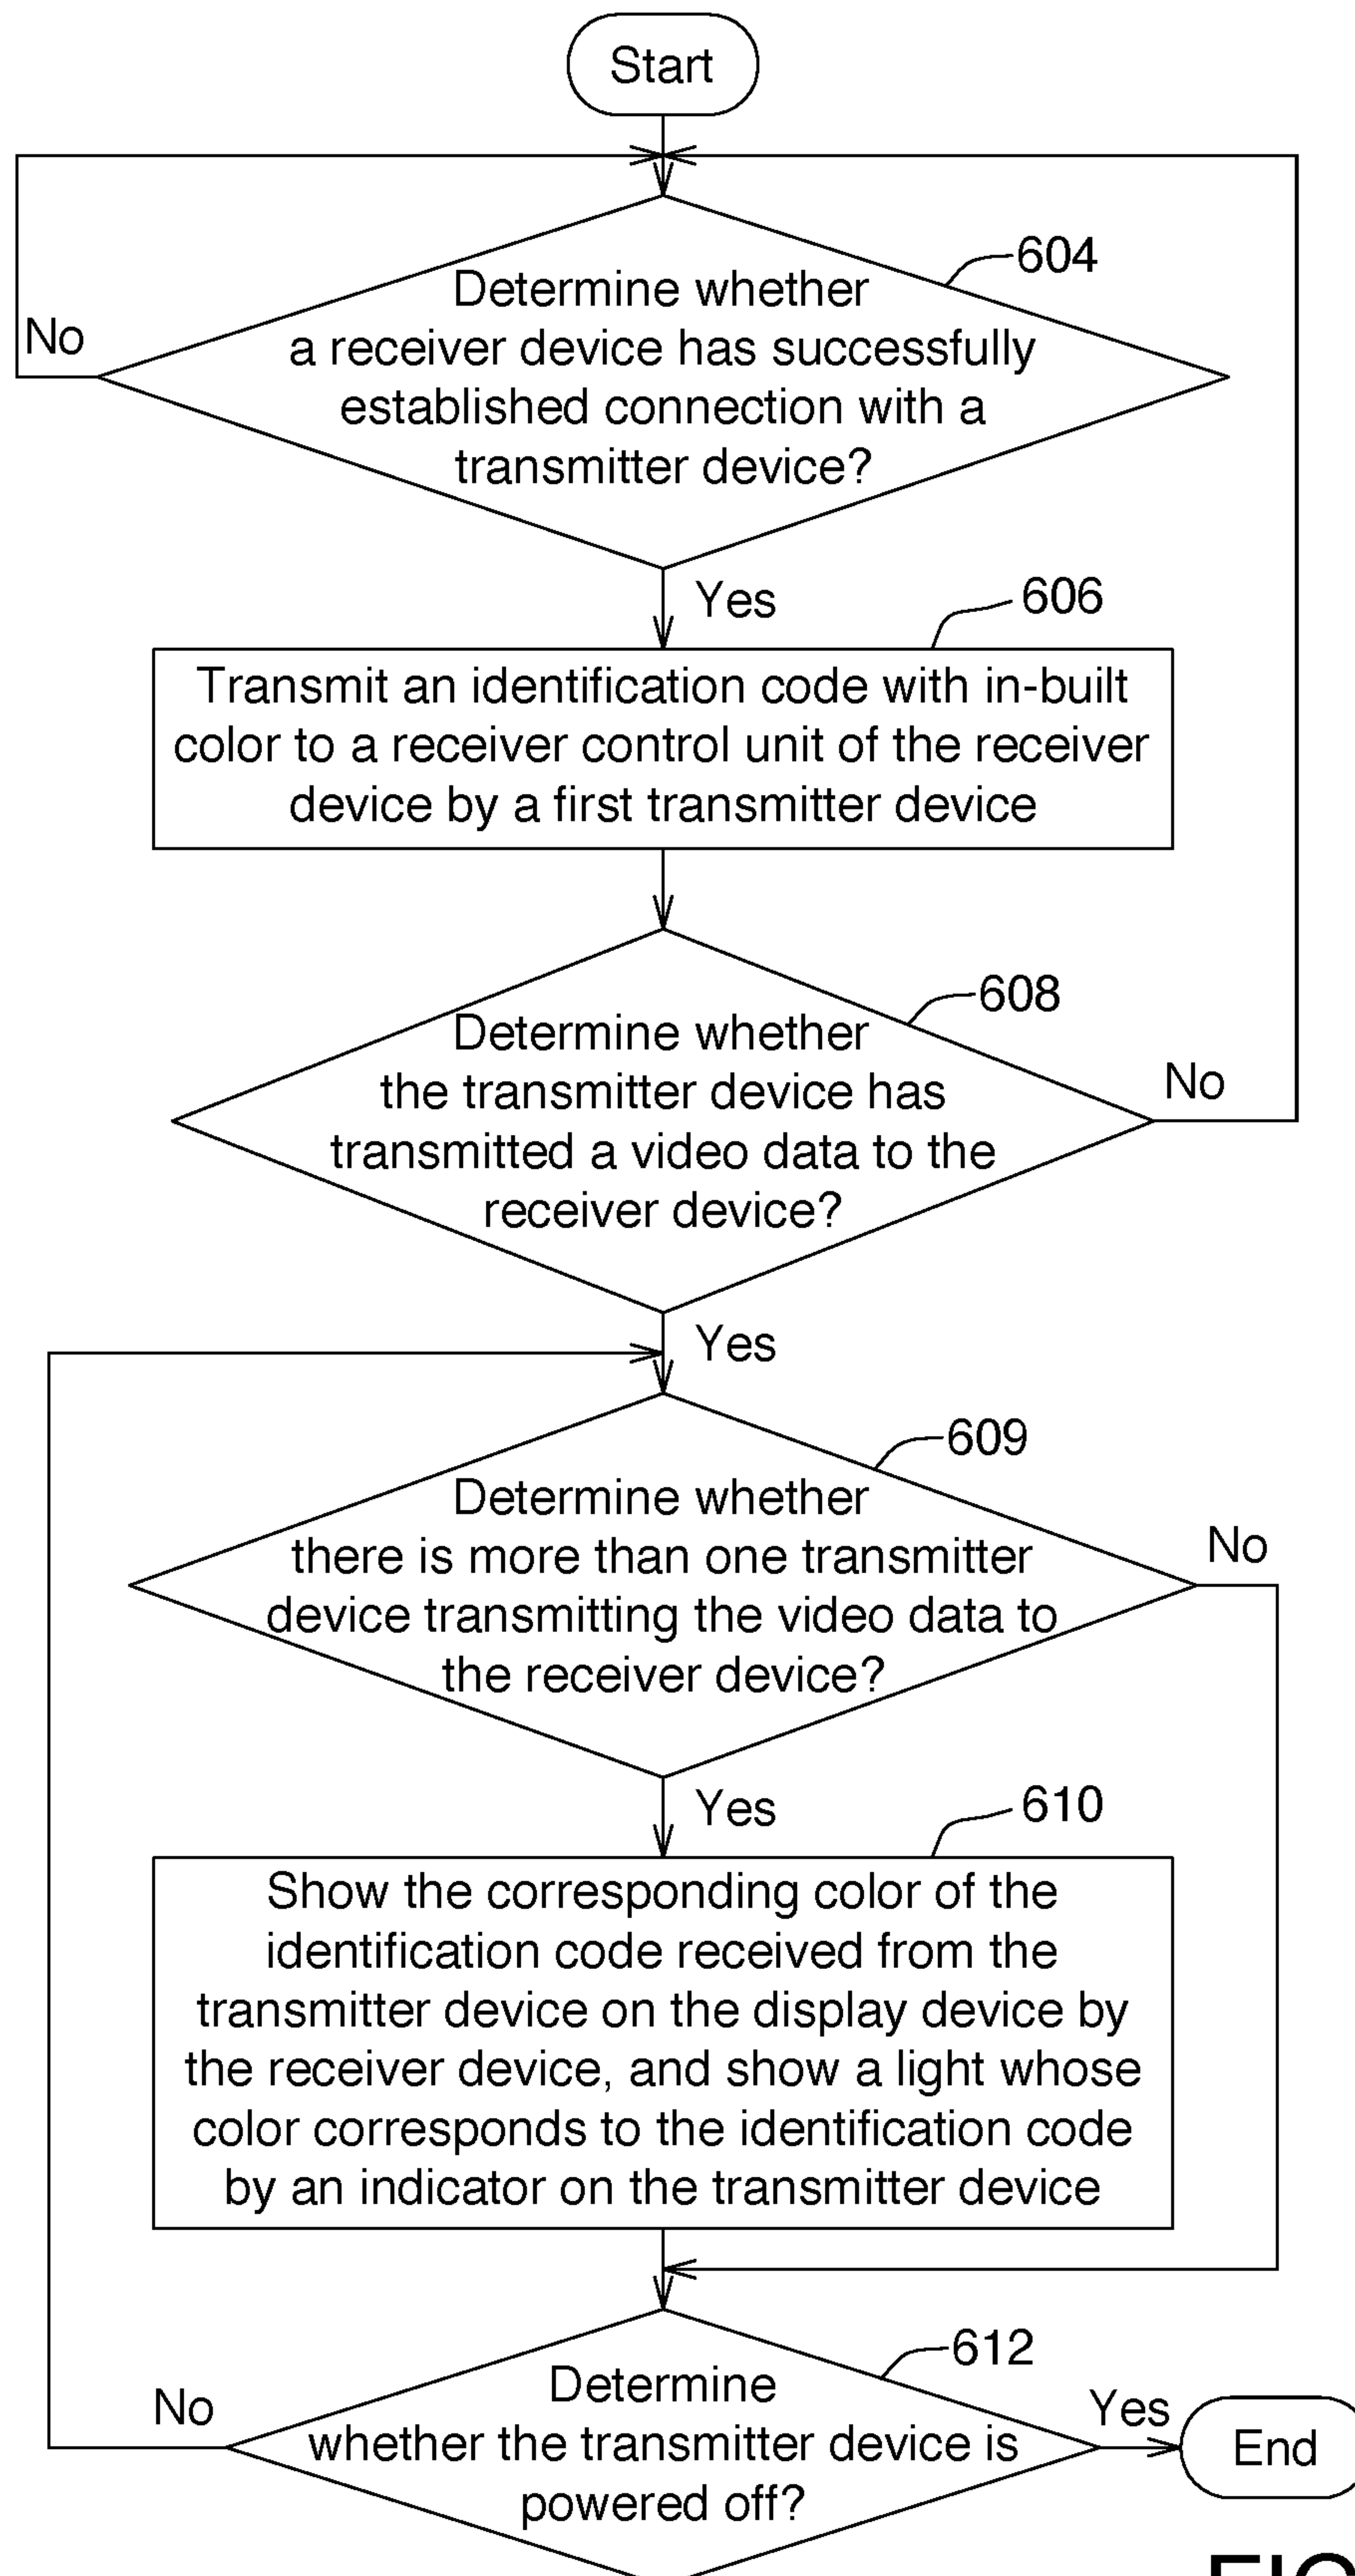 Start
604
Determine whether
a receiver device has successfully
established connection with a
transmitter device?
No
Yes
606
Transmit an identification code with in-built
color to a receiver control unit of the receiver
device by a first transmitter device
608
Determine whether
the transmitter device has
transmitted a video data to the
receiver device?
No
Yes
609
Determine whether
there is more than one transmitter
device transmitting the video data to
the receiver device?
No
Yes
610
Show the corresponding color of the
identification code received from the
transmitter device on the display device by
the receiver device, and show a light whose
color corresponds to the identification code
by an indicator on the transmitter device
612
Determine
whether the transmitter device is
powered off?
No
Yes
End